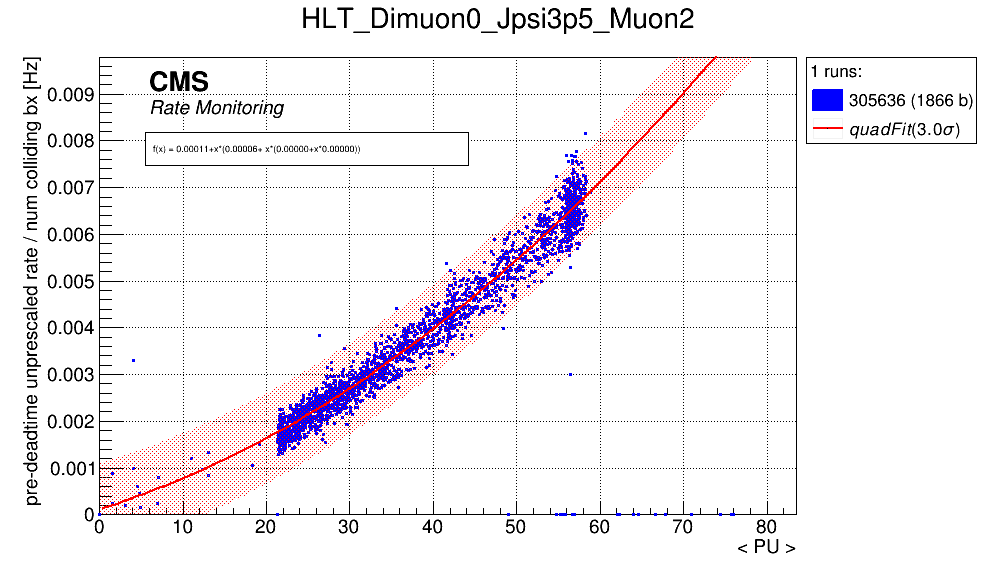 HLT_Dimuon0_Jpsi3p5_Muon2
pre-deadtime unprescaled rate / num colliding bx [Hz]
CMS
Rate Monitoring
f(x) = 0.00011+x*(0.00006+ x*(0.00000+x*0.00000))
0.009
0.008
0.007
0.006
0.005
0.004
0.003
0.002
0.001
0
0 10 20 30 40 50 60 70 80
< PU >
1 runs:
305636 (1866 b)
quadFit(3.0σ)